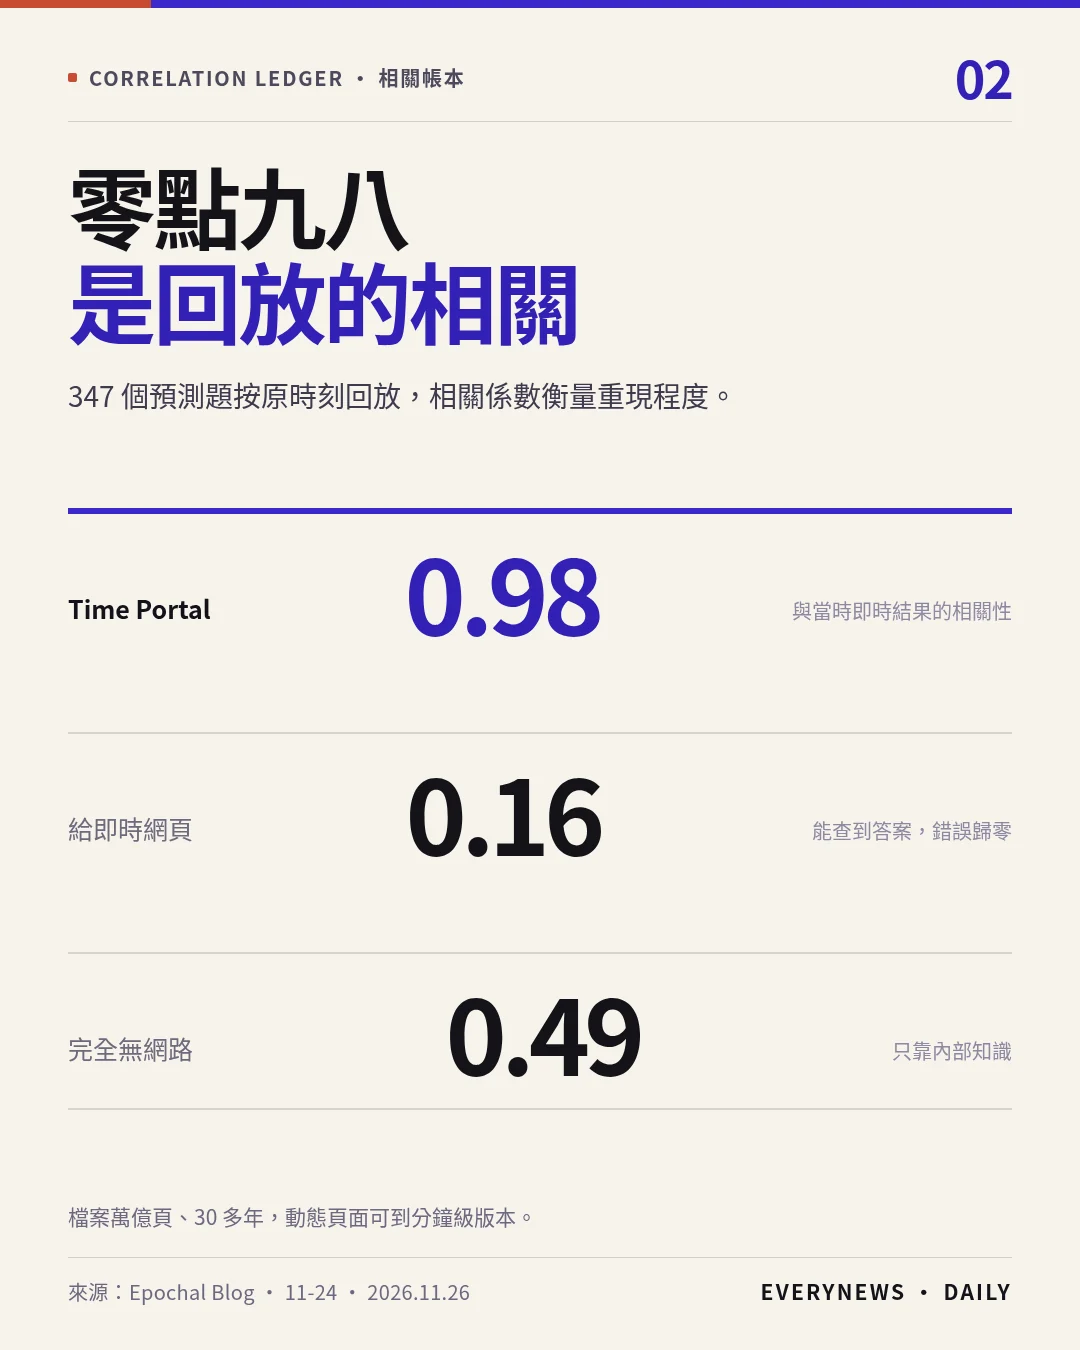 CORRELATION LEDGER · 相關帳本
02
零點九八
是回放的相關
347 個預測題按原時刻回放，相關係數衡量重現程度。
Time Portal
0.98
與當時即時結果的相關性
給即時網頁
0.16
能查到答案，錯誤歸零
完全無網路
0.49
只靠內部知識
檔案萬億頁、30 多年，動態頁面可到分鐘級版本。
來源：Epochal Blog · 11-24 · 2026.11.26
EVERYNEWS · DAILY